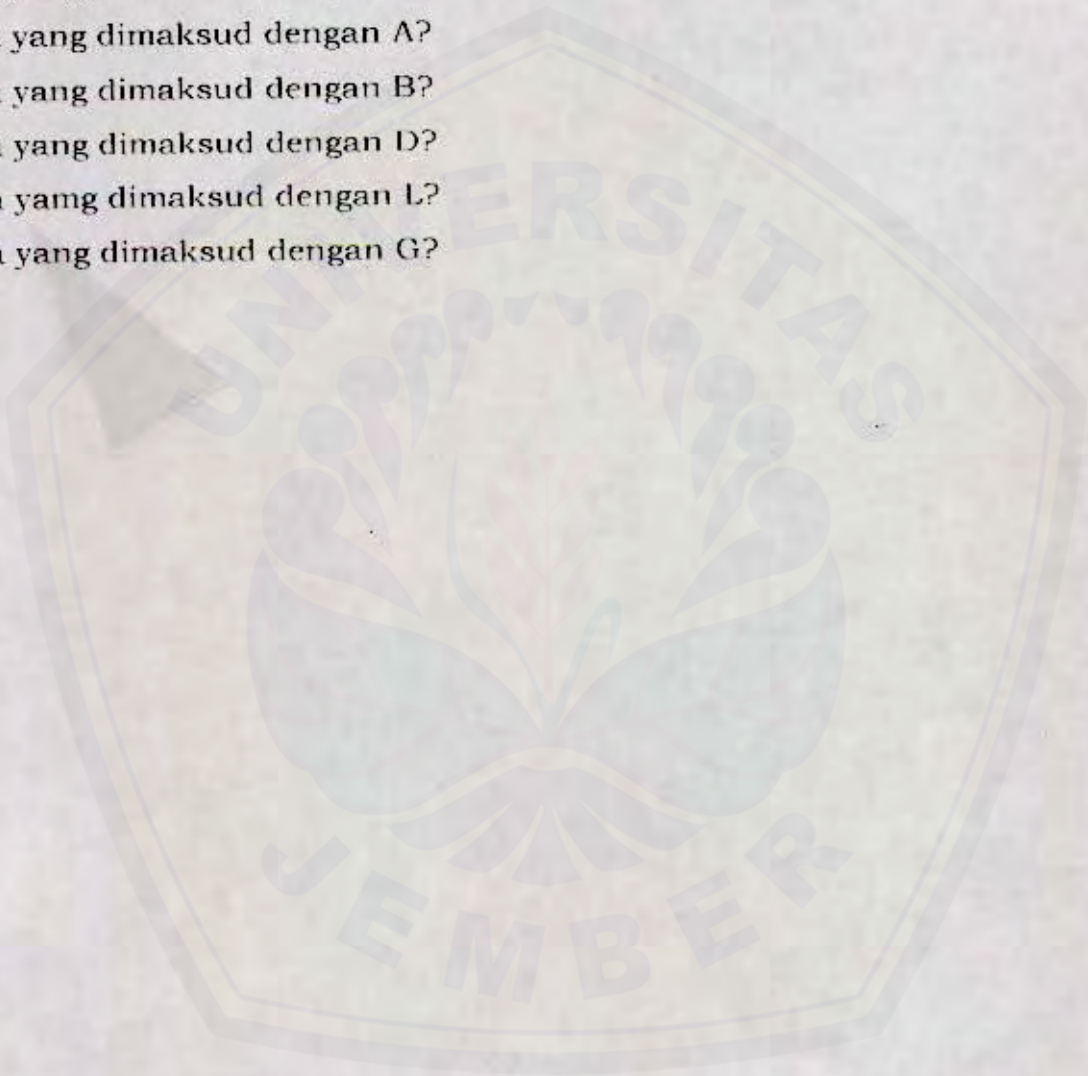 yang dimaksud dengan A?
yang dimaksud dengan B?
yang dimaksud dengan D?
yamg dimaksud dengan L?
yang dimaksud dengan G?
UNIVERSITAS
JEMBER